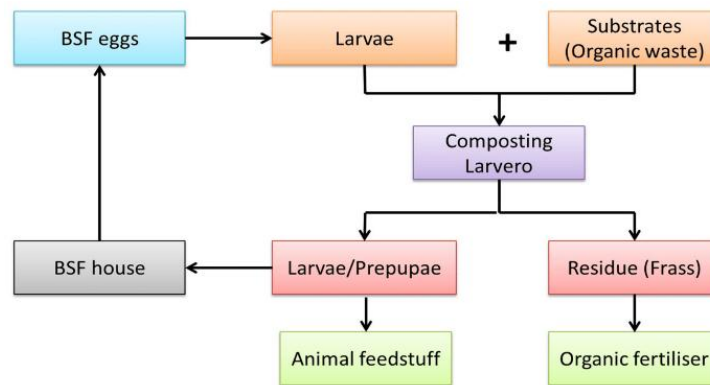 BSF eggs
Larvae
+
Substrates
(Organic waste)
Composting
Larvero
BSF house
Larvae/Prepupae
Residue (Frass)
Animal feedstuff
Organic fertiliser